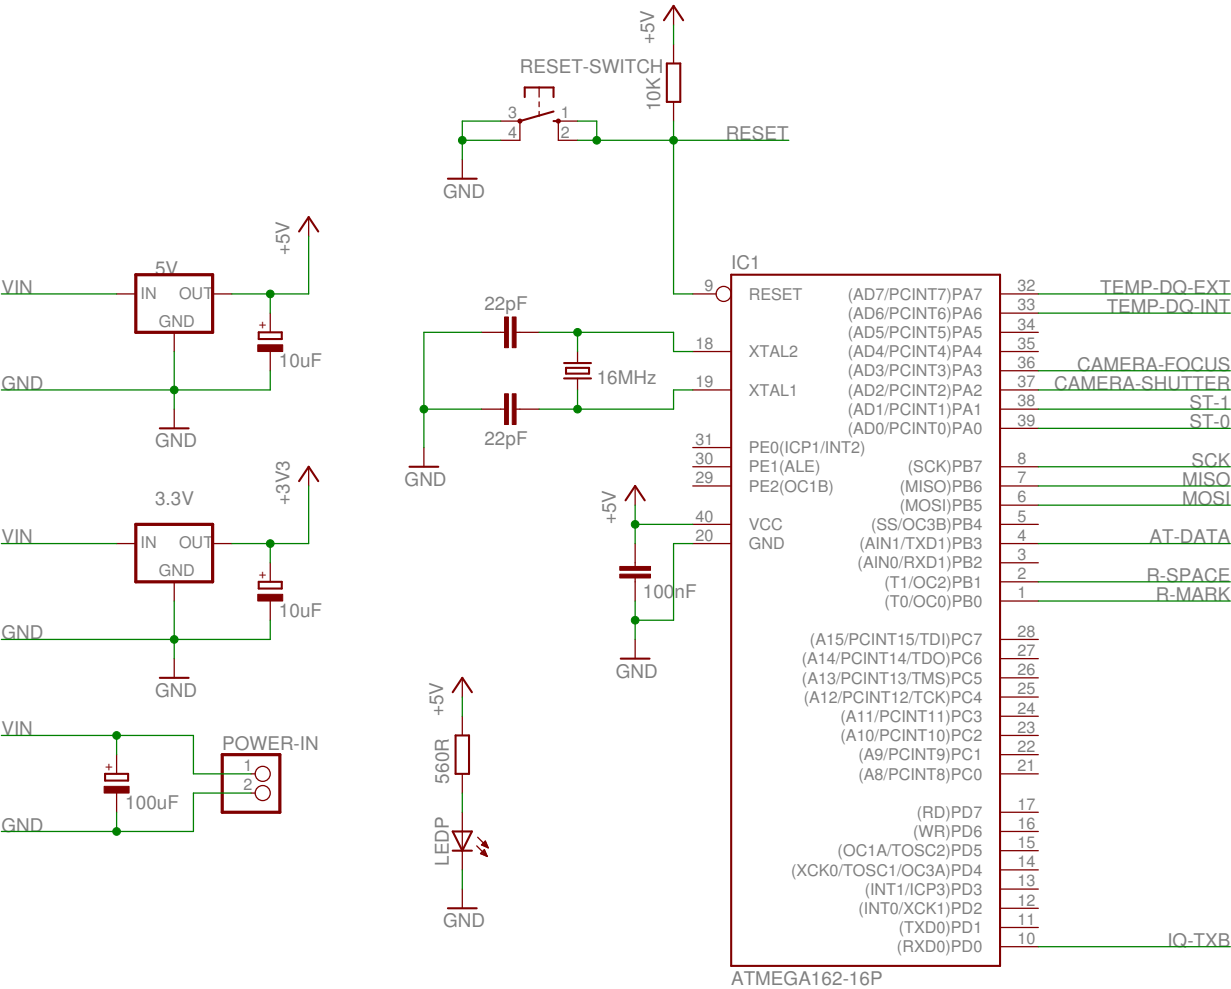 +5V
RESET-SWITCH
10K
3
1
4
2
RESET
GND
+5V
5V
VIN
IN
OUT
GND
+
10uF
GND
GND
+3V3
3.3V
VIN
IN
OUT
GND
+
10uF
GND
GND
VIN
POWER-IN
+
1
2
100uF
GND
22pF
16MHz
22pF
GND
+5V
100nF
GND
+5V
560R
LEDP
GND
IC1
9 RESET
18 XTAL2
19 XTAL1
31 PE0(ICP1/INT2)
30 PE1(ALE)
29 PE2(OC1B)
40 VCC
20 GND
(AD7/PCINT7)PA7 32 TEMP-DQ-EXT
(AD6/PCINT6)PA6 33 TEMP-DQ-INT
(AD5/PCINT5)PA5 34
(AD4/PCINT4)PA4 35
(AD3/PCINT3)PA3 36 CAMERA-FOCUS
(AD2/PCINT2)PA2 37 CAMERA-SHUTTER
(AD1/PCINT1)PA1 38 ST-1
(AD0/PCINT0)PA0 39 ST-0
(SCK)PB7 8 SCK
(MISO)PB6 7 MISO
(MOSI)PB5 6 MOSI
(SS/OC3B)PB4 5
(AIN1/TXD1)PB3 4 AT-DATA
(AIN0/RXD1)PB2 3
(T1/OC2)PB1 2 R-SPACE
(T0/OC0)PB0 1 R-MARK
(A15/PCINT15/TDI)PC7 28
(A14/PCINT14/TDO)PC6 27
(A13/PCINT13/TMS)PC5 26
(A12/PCINT12/TCK)PC4 25
(A11/PCINT11)PC3 24
(A10/PCINT10)PC2 23
(A9/PCINT9)PC1 22
(A8/PCINT8)PC0 21
(RD)PD7 17
(WR)PD6 16
(OC1A/TOSC2)PD5 15
(XCK0/TOSC1/OC3A)PD4 14
(INT1/ICP3)PD3 13
(INT0/XCK1)PD2 12
(TXD0)PD1 11
(RXD0)PD0 10 IQ-TXB
ATMEGA162-16P